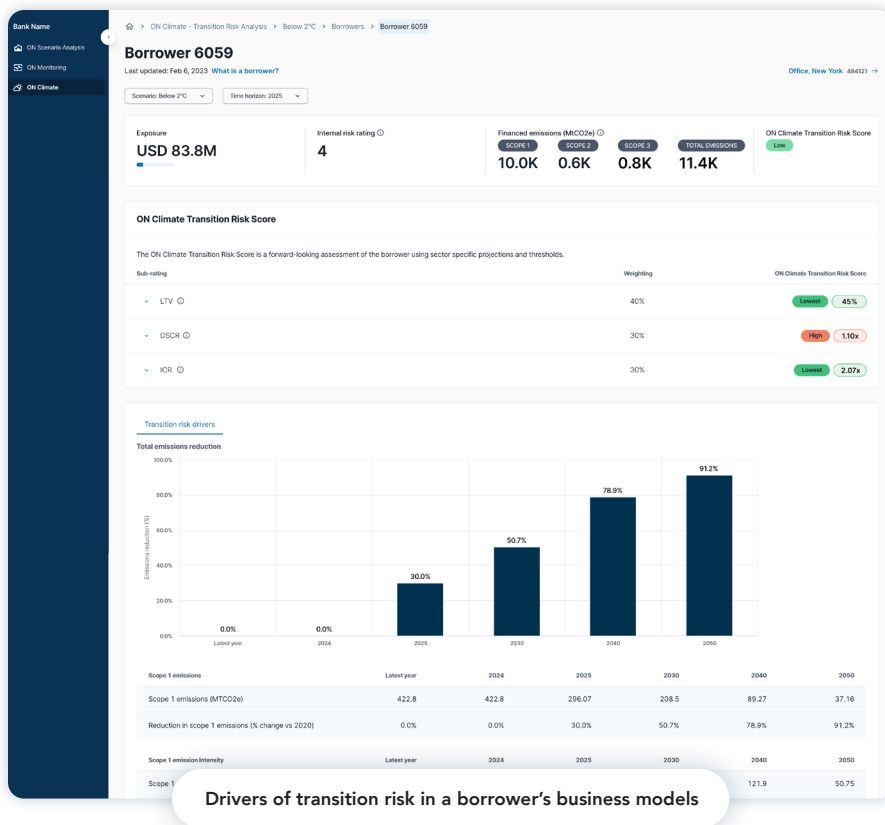 Bank Name
ON Scenario Analysis
ON Monitoring
ON Climate
ON Climate - Transition Risk Analysis > Below 2°C > Borrowers > Borrower 6059
Borrower 6059
Last updated: Feb 6, 2023 What is a borrower?
Office, New York 484121 →
Scenario: Below 2°C
Time horizon: 2025
Exposure
USD 83.8M
Internal risk rating
4
Financed emissions (MtCO2e)
SCOPE 1 SCOPE 2 SCOPE 3 TOTAL EMISSIONS
10.0K 0.6K 0.8K 11.4K
ON Climate Transition Risk Score
Low
ON Climate Transition Risk Score
The ON Climate Transition Risk Score is a forward-looking assessment of the borrower using sector specific projections and thresholds.
Sub-rating Weighting ON Climate Transition Risk Score
LTV 40% Lowest 45%
DSCR 30% High 1.10x
ICR 30% Lowest 2.07x
Transition risk drivers
Total emissions reduction
Emissions reduction (%)
100.0%
80.0%
60.0%
40.0%
20.0%
0.0%
0.0% 0.0% 30.0% 50.7% 78.9% 91.2%
Latest year 2024 2025 2030 2040 2050
Scope 1 emissions Latest year 2024 2025 2030 2040 2050
Scope 1 emissions (MTCO2e) 422.8 422.8 296.07 208.5 89.27 37.16
Reduction in scope 1 emissions (% change vs 2020) 0.0% 0.0% 30.0% 50.7% 78.9% 91.2%
Scope 1 emission intensity Latest year 2024 2025 2030 2040 2050
Scope 1 121.9 50.75
Drivers of transition risk in a borrower's business models